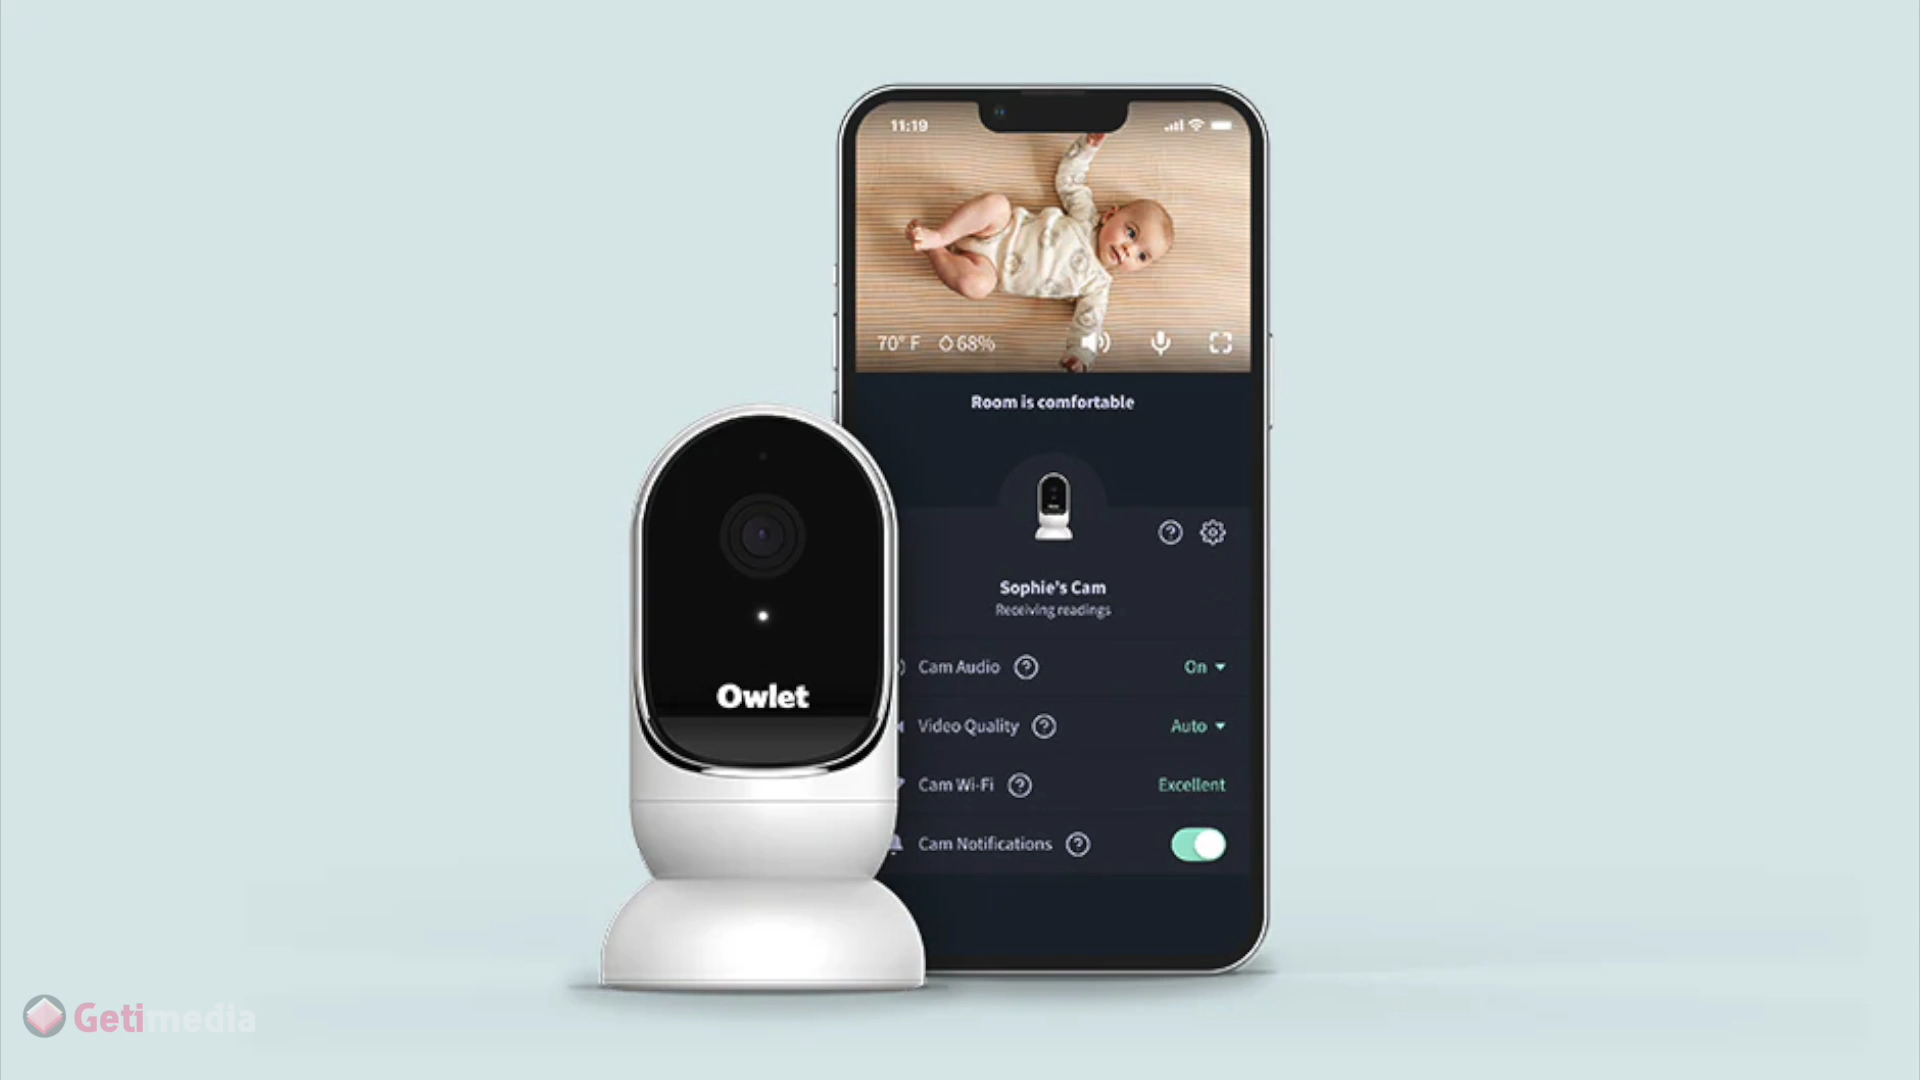 11:19
70° F 68%
Room is comfortable
Sophie's Cam
Receiving readings
Cam Audio ? On
Video Quality ? Auto
Cam Wi-Fi ? Excellent
Cam Notifications ?
Owlet
Getimedia